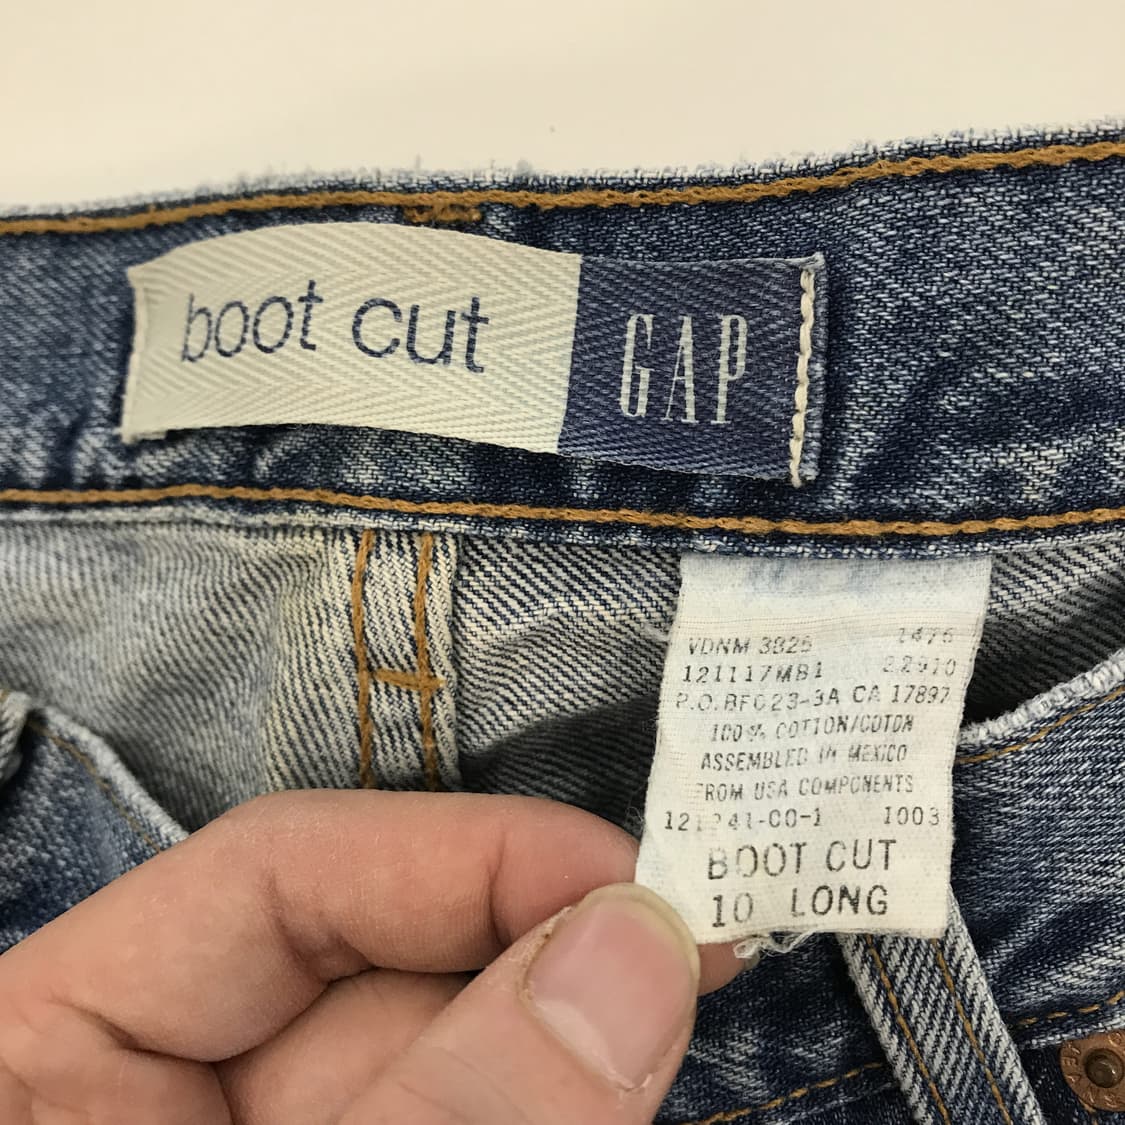 boot cut GAP
VDNM 3825 1476
121117MB1 22910
P.O.BFC23-3A CA 17897
100% COTTON/COTON
ASSEMBLED IN MEXICO
FROM USA COMPONENTS
1003
BOOT CUT
10 LONG